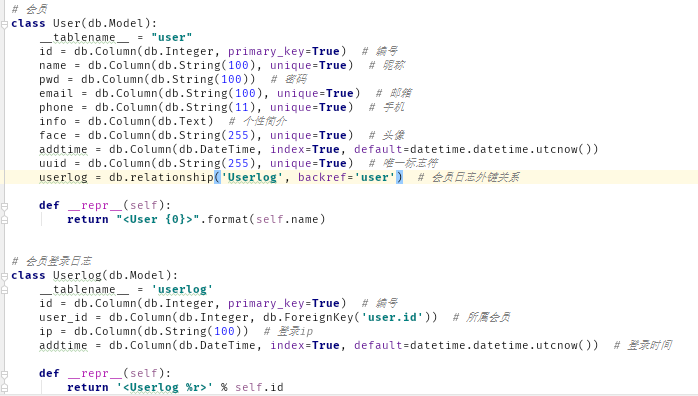 # 会员
class User(db.Model):
    __tablename__ = "user"
    id = db.Column(db.Integer, primary_key=True)  # 编号
    name = db.Column(db.String(100), unique=True)  # 昵称
    pwd = db.Column(db.String(100))  # 密码
    email = db.Column(db.String(100), unique=True)  # 邮箱
    phone = db.Column(db.String(11), unique=True)  # 手机
    info = db.Column(db.Text)  # 个性简介
    face = db.Column(db.String(255), unique=True)  # 头像
    addtime = db.Column(db.DateTime, index=True, default=datetime.datetime.utcnow())
    uuid = db.Column(db.String(255), unique=True)  # 唯一标志符
    userlog = db.relationship('Userlog', backref='user')  # 会员日志外键关系
    def __repr__(self):
        return "<User {0}>".format(self.name)
# 会员登录日志
class Userlog(db.Model):
    __tablename__ = 'userlog'
    id = db.Column(db.Integer, primary_key=True)  # 编号
    user_id = db.Column(db.Integer, db.ForeignKey('user.id'))  # 所属会员
    ip = db.Column(db.String(100))  # 登录ip
    addtime = db.Column(db.DateTime, index=True, default=datetime.datetime.utcnow())  # 登录时间
    def __repr__(self):
        return '<Userlog %r>' % self.id